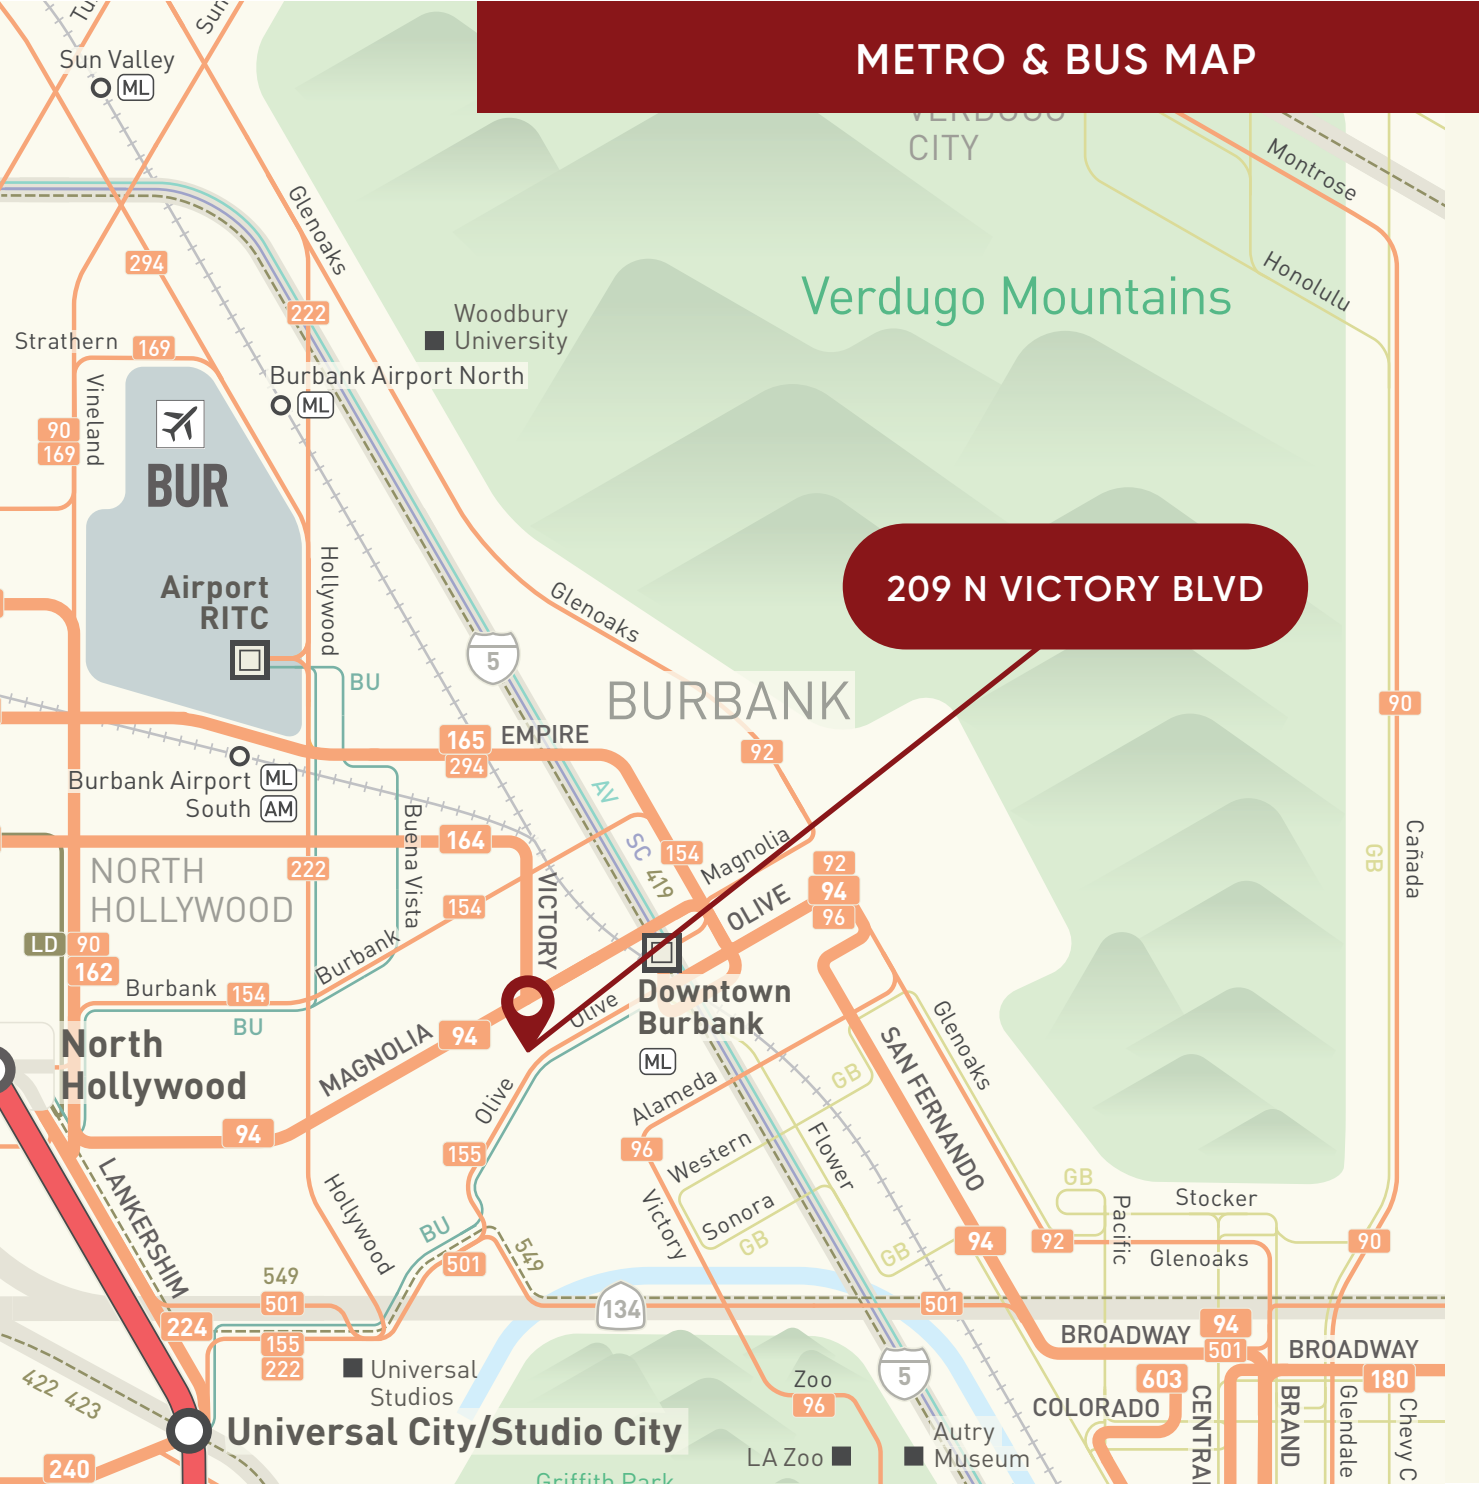 METRO & BUS MAP
Sun Valley
ML
VERDUGO
CITY
Montrose
Honolulu
Glenoaks
294
222
Verdugo Mountains
Woodbury
University
Strathern
169
Burbank Airport North
ML
Vineland
90
169
BUR
Airport
RITC
Hollywood
BU
Glenoaks
5
209 N VICTORY BLVD
BURBANK
90
165
EMPIRE
294
92
Burbank Airport
ML
South
AM
AV
SC
419
Buena Vista
164
154
Magnolia
Cañada
GB
NORTH
HOLLYWOOD
222
154
VICTORY
OLIVE
92
94
96
LD
90
162
Burbank
Burbank
154
BU
Downtown
Burbank
ML
Olive
MAGNOLIA
94
North
Hollywood
94
Olive
155
Alameda
96
Western
Sonora
GB
Flower
GB
GB
SAN FERNANDO
Glenoaks
Victory
LANKERSHIM
Hollywood
BU
501
549
549
501
224
155
222
134
501
94
92
GB
Pacific
Stocker
Glenoaks
90
BROADWAY
94
501
BROADWAY
603
180
COLORADO
CENTRAL
BRAND
Glendale
Chevy C
Universal
Studios
422 423
Universal City/Studio City
240
Zoo
96
5
LA Zoo
Autry
Museum
Griffith Park